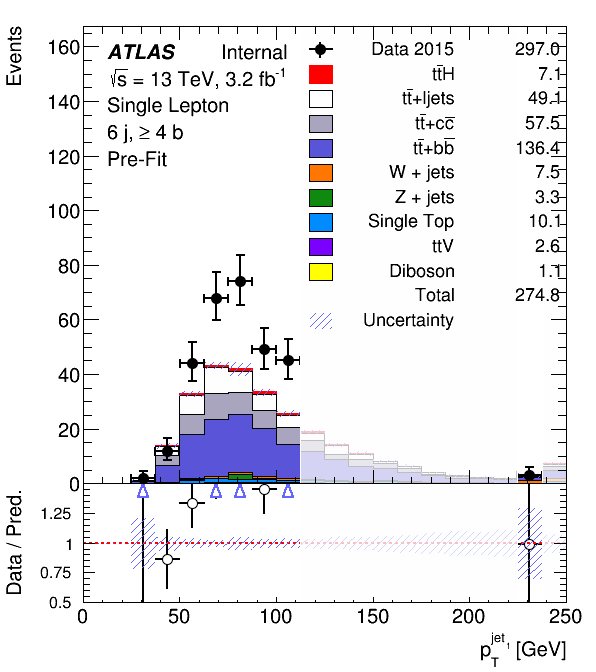 Events
160
140
120
100
80
60
40
20
0
ATLAS Internal
√s = 13 TeV, 3.2 fb⁻¹
Single Lepton
6 j, ≥ 4 b
Pre-Fit
Data 2015 297.0
tt̄H 7.1
tt̄+ljets 49.1
tt̄+cc̄ 57.5
tt̄+bb̄ 136.4
W + jets 7.5
Z + jets 3.3
Single Top 10.1
ttV 2.6
Diboson 1.1
Total 274.8
Uncertainty
Data / Pred.
1.25
1
0.75
0.5
0 50 100 150 200 250
p_T^{jet_1} [GeV]